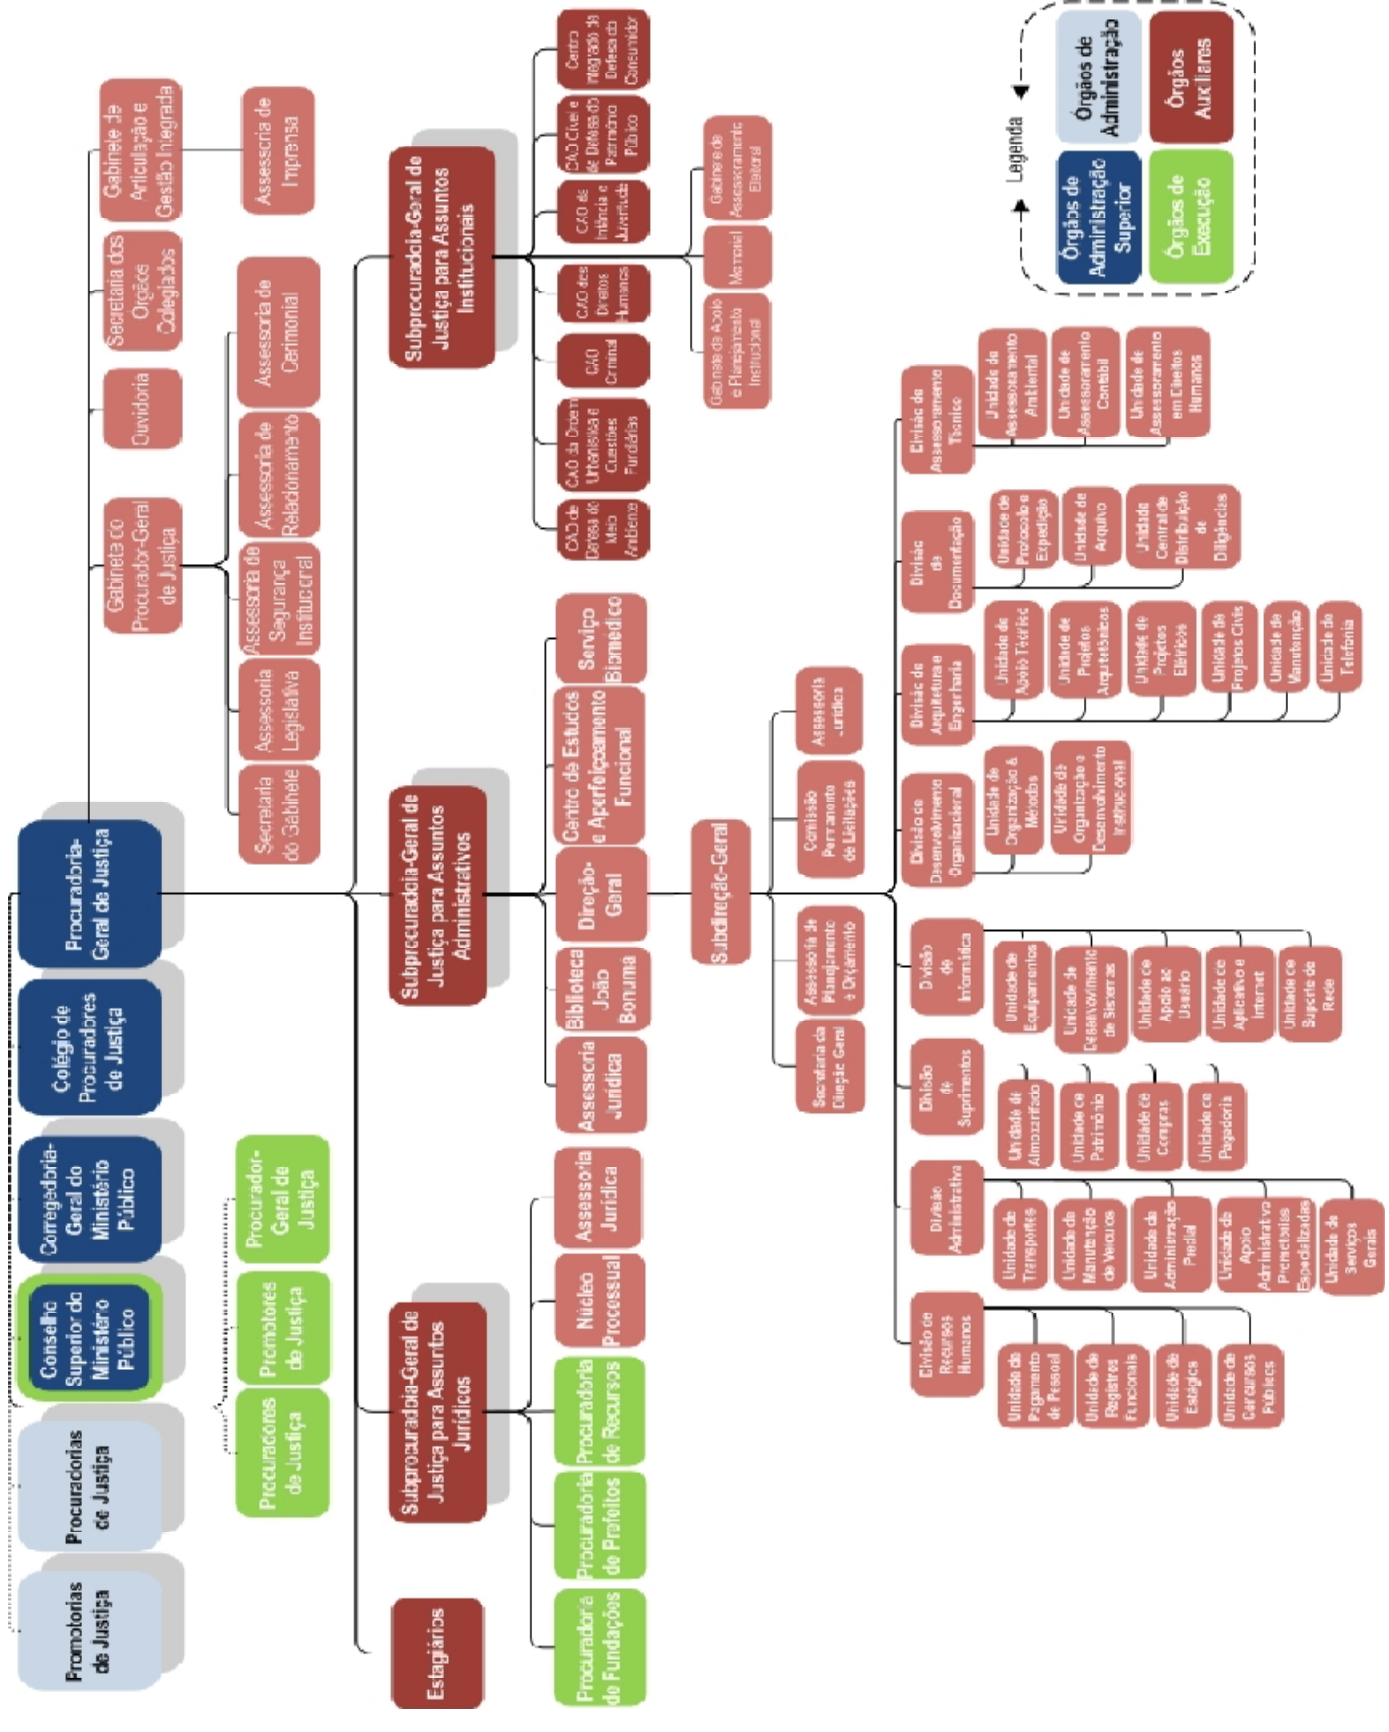 Promotorias
de Justiça
Procuradorias
de Justiça
Conselho
Superior do
Ministério
Público
Corregedoria-
Geral do
Ministério
Público
Colégio de
Procuradores
de Justiça
Procuradoria-
Geral de Justiça
Gabinete do
Procurador-Geral
de Justiça
Ouvidoria
Secretaria dos
Órgãos
Colegiados
Gabinete de
Articulação e
Gestão Integrada
Procuradores
de Justiça
Promotores
de Justiça
Procurador-
Geral de
Justiça
Secretaria
do Gabinete
Assessoria
Legislativa
Assessoria de
Segurança
Institucional
Assessoria de
Relacionamento
Assessoria de
Cerimonial
Assessoria de
Imprensa
Estagiários
Subprocuradoia-Geral de
Justiça para Assuntos
Jurídicos
Subprocuradoia-Geral de
Justiça para Assuntos
Administrativos
Subprocuradoia-Geral de
Justiça para Assuntos
Institucionais
Procuradoria
de Fundações
Procuradoria
de Prefeitos
Procuradoria
de Recursos
Núcleo
Processual
Assessoria
Jurídica
Assessoria
Jurídica
Biblioteca
João
Bonuma
Direção-
Geral
Centro de Estudos
e Aperfeiçoamento
Funcional
Serviço
Biomédico
CAO de
Defesa do
Meio
Ambiente
CAO da Ordem
Urbanística e
Questões
Fundiárias
CAO
Criminal
CAO dos
Direitos
Humanos
CAO da
Infância e
Juventude
CAO Cível e
de Defesa do
Patrimônio
Público
Centro
Integrado de
Defesa do
Consumidor
Subdireção-Geral
Gabinete de Apoio
e Planejamento
Institucional
Memorial
Gabinete de
Assessoramento
Eleitoral
Secretaria da
Direção Geral
Assessoria de
Planejamento
e Orçamento
Comissão
Permanente
de Licitações
Assessoria
Jurídica
Divisão de
Recursos
Humanos
Divisão
Administrativa
Divisão
de
Suprimentos
Divisão
de
Informática
Divisão de
Desenvolvimento
Organizacional
Divisão de
Arquitetura e
Engenharia
Divisão
de
Documentação
Divisão de
Assessoramento
Técnico
Unidade de
Pagamento
de Pessoal
Unidade de
Registros
Funcionais
Unidade de
Estágios
Unidade de
Concursos
Públicos
Unidade de
Transportes
Unidade de
Manutenção
de Veículos
Unidade de
Administração
Predial
Unidade de
Apoio
Administrativo
Promotorias
Especializadas
Unidade de
Serviços
Gerais
Unidade de
Almoxarifado
Unidade de
Patrimônio
Unidade de
Compras
Unidade de
Pagadoria
Unidade de
Equipamentos
Unidade de
Desenvolvimento
de Sistemas
Unidade de
Apoio ao
Usuário
Unidade de
Aplicativo e
Internet
Unidade de
Suporte de
Rede
Unidade de
Organização &
Métodos
Unidade de
Organização e
Desenvolvimento
Institucional
Unidade de
Apoio Técnico
Unidade de
Projetos
Arquitetônicos
Unidade de
Projetos
Elétricos
Unidade de
Projetos Civis
Unidade de
Manutenção
Unidade de
Telefonia
Unidade de
Protocolo e
Expedição
Unidade de
Arquivo
Unidade
Central de
Distribuição
de
Diligências
Unidade de
Assessoramento
Ambiental
Unidade de
Assessoramento
Contábil
Unidade de
Assessoramento
em Direitos
Humanos
Legenda
Órgãos de
Administração
Superior
Órgãos de
Administração
Órgãos de
Execução
Órgãos
Auxiliares